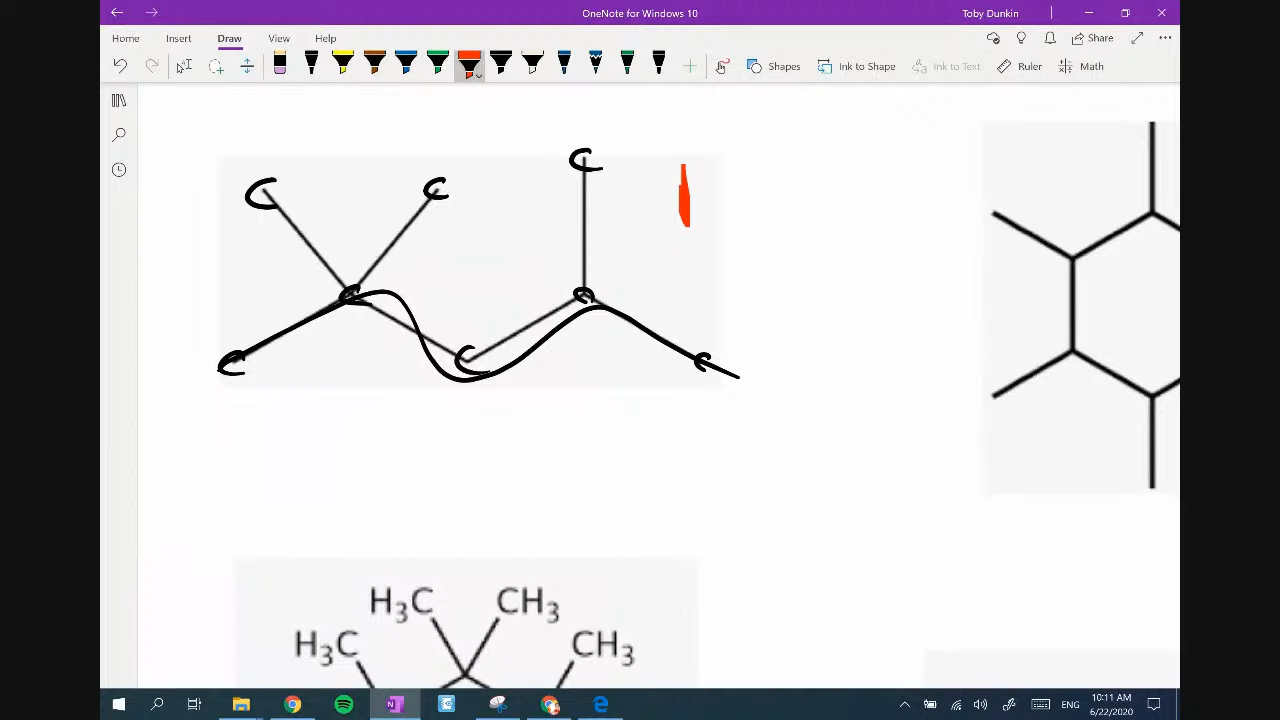 OneNote for Windows 10
Toby Dunkin
Home Insert Draw View Help
Share
Shapes Ink to Shape Ink to Text Ruler Math
C C C
C C
C C C
H₃C CH₃
H₃C CH₃
ENG
10:11 AM
6/22/2020